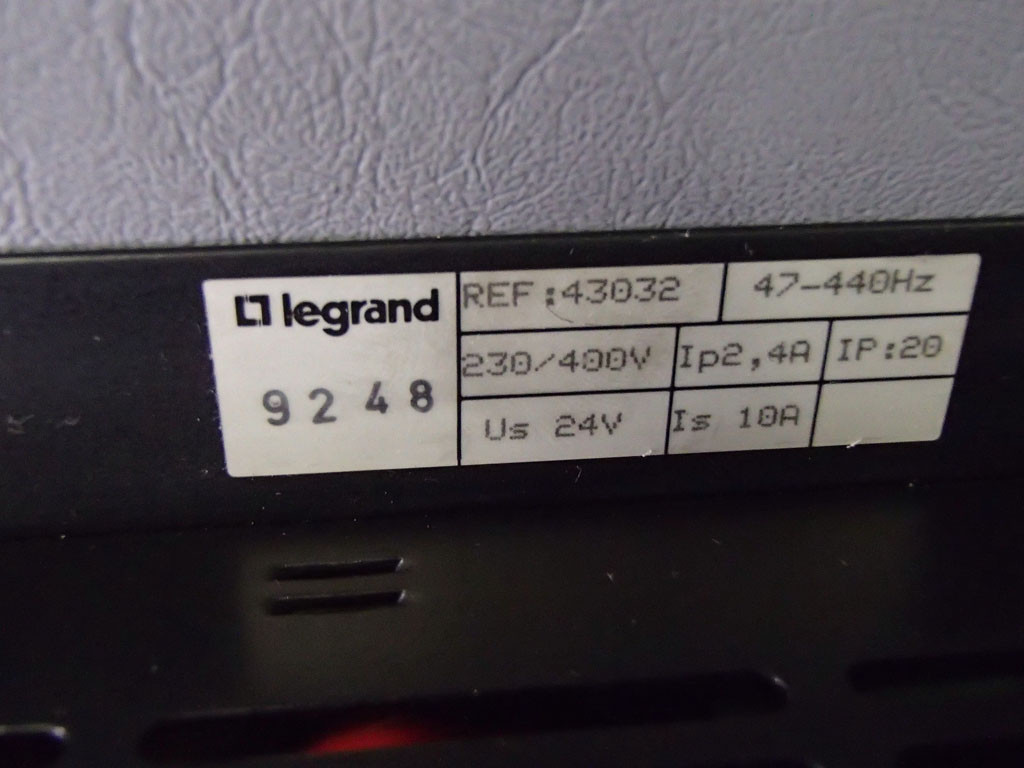 legrand
9248
REF:43032 47-440Hz
230/400V Ip2,4A IP:20
Us 24V Is 10A